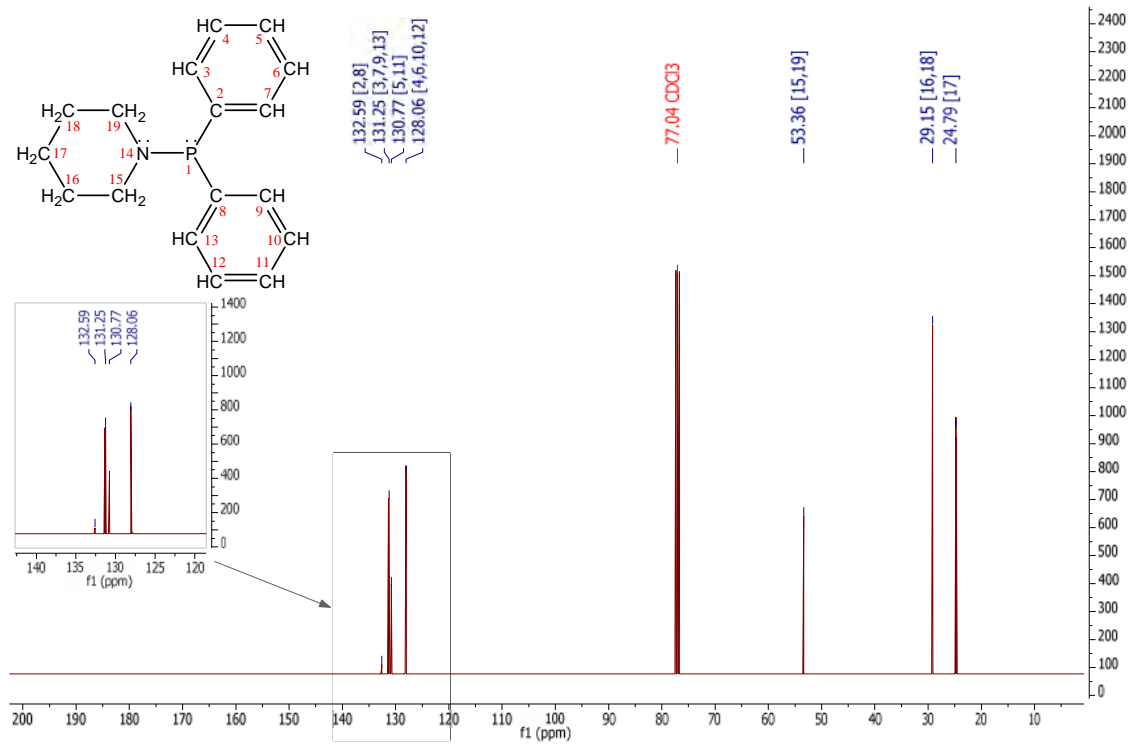 HC
CH
4
5
HC
3
6
CH
2
7
C
CH
H2C
CH2
18
19
H2C
17
14
N
P
1
16
15
H2C
CH2
C
CH
8
9
HC
13
10
CH
12
11
HC
CH
132.59 [2,8]
131.25 [3,7,9,13]
130.77 [5,11]
128.06 [4,6,10,12]
77.04 CDCl3
53.36 [15,19]
29.15 [16,18]
24.79 [17]
2400
2300
2200
2100
2000
1900
1800
1700
1600
1500
1400
1300
1200
1100
1000
900
800
700
600
500
400
300
200
100
0
132.59
131.25
130.77
128.06
1400
1200
1000
800
600
400
200
0
140 135 130 125 120
f1 (ppm)
200 190 180 170 160 150 140 130 120 110 100 90 80 70 60 50 40 30 20 10
f1 (ppm)